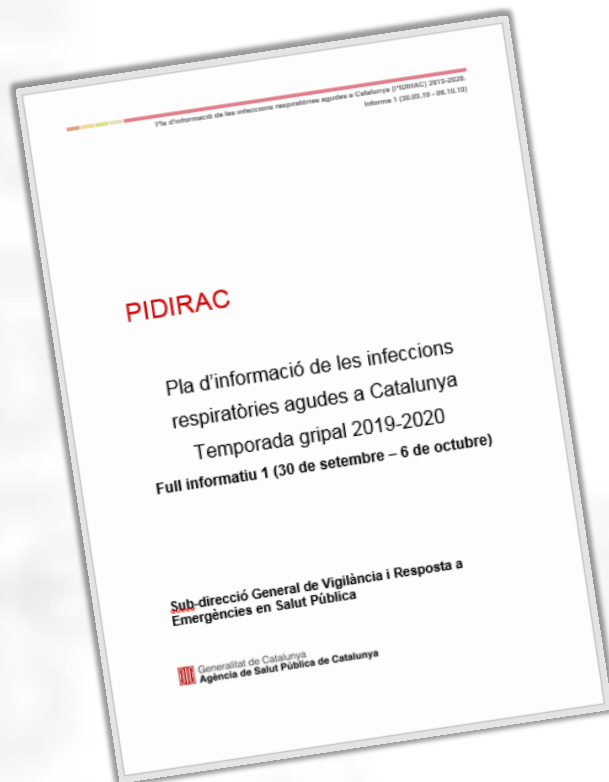 Pla d'informació de les infeccions respiratòries agudes a Catalunya (PIDIRAC) 2019-2020.
Informe 1 (30.09.19 - 06.10.19)
PIDIRAC
Pla d'informació de les infeccions
respiratòries agudes a Catalunya
Temporada gripal 2019-2020
Full informatiu 1 (30 de setembre – 6 de octubre)
Sub-direcció General de Vigilància i Resposta a
Emergències en Salut Pública
Generalitat de Catalunya
Agència de Salut Pública de Catalunya